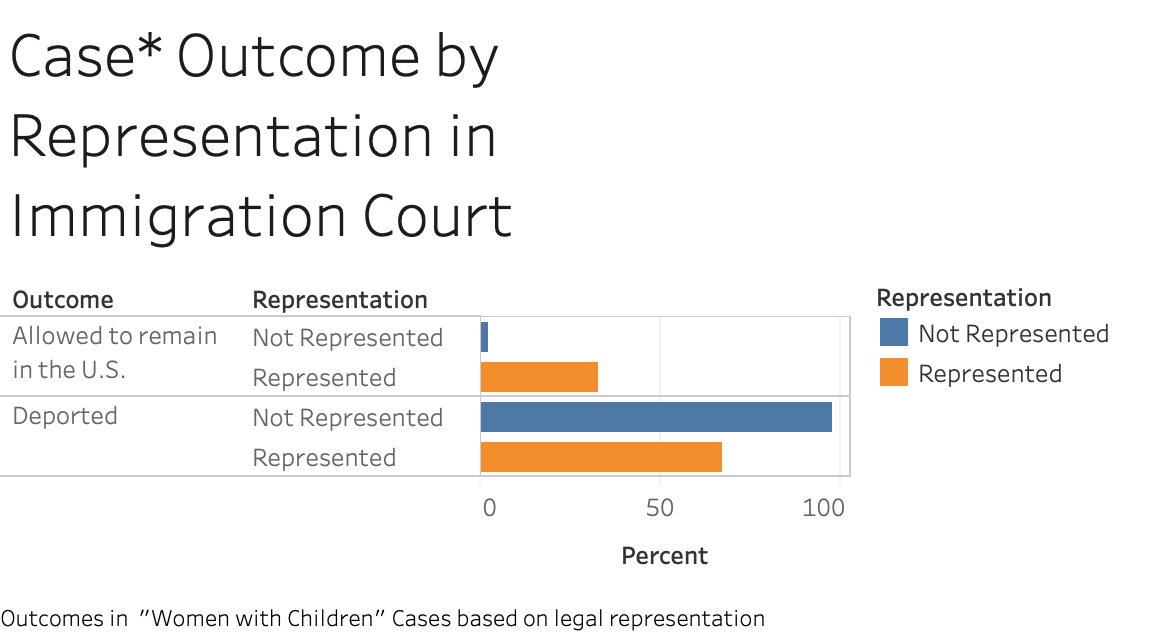 Case* Outcome by
Representation in
Immigration Court
Outcome Representation
Allowed to remain
in the U.S.
Not Represented
Represented
Deported
Not Represented
Represented
0 50 100
Percent
Representation
Not Represented
Represented
Outcomes in "Women with Children" Cases based on legal representation